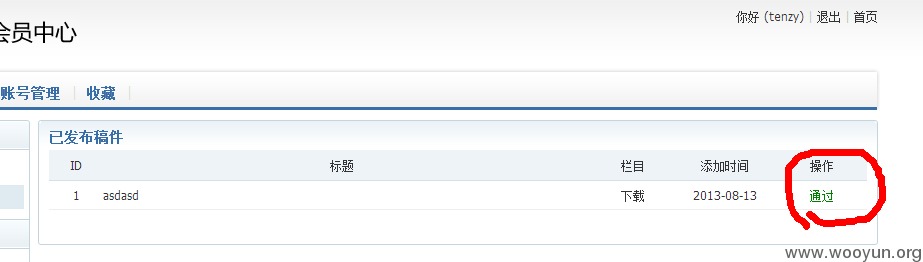 你好 (tenzy) | 退出 | 首页
会员中心
账号管理 | 收藏 |
已发布稿件
ID 标题 栏目 添加时间 操作
1 asdasd 下载 2013-08-13 通过
www.wooyun.org